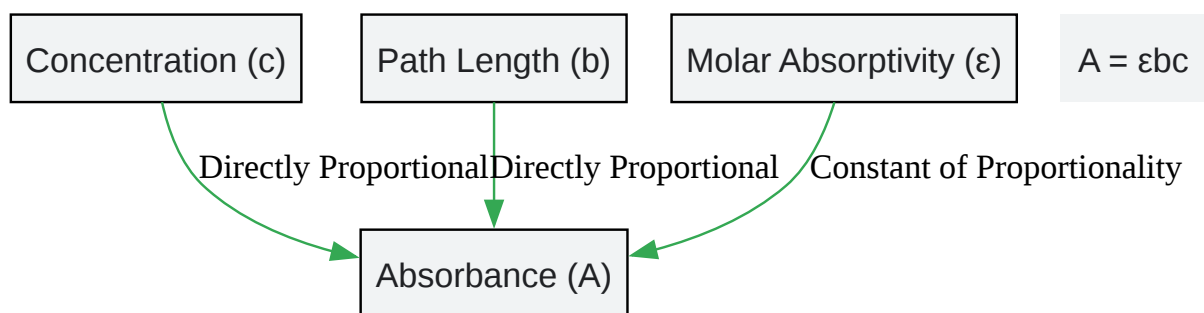 Concentration (c)
Path Length (b)
Molar Absorptivity (ε)
A = εbc
Directly Proportional
Directly Proportional
Constant of Proportionality
Absorbance (A)